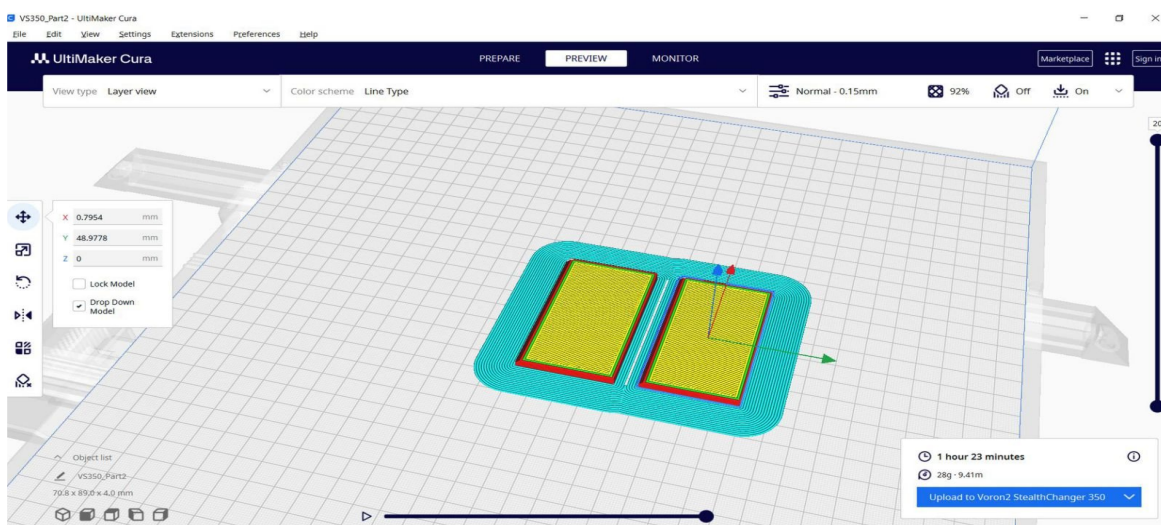 VS350_Part2 - UltiMaker Cura
File Edit View Settings Extensions Preferences Help
UltiMaker Cura PREPARE PREVIEW MONITOR Marketplace Sign in
View type Layer view Color scheme Line Type Normal - 0.15mm 92% Off On
20
X 0.7954 mm
Y 48.9778 mm
Z 0 mm
Lock Model
Drop Down
Model
Object list
VS350_Part2
70.8 x 89.0 x 4.0 mm
1 hour 23 minutes
28g · 9.41m
Upload to Voron2 StealthChanger 350